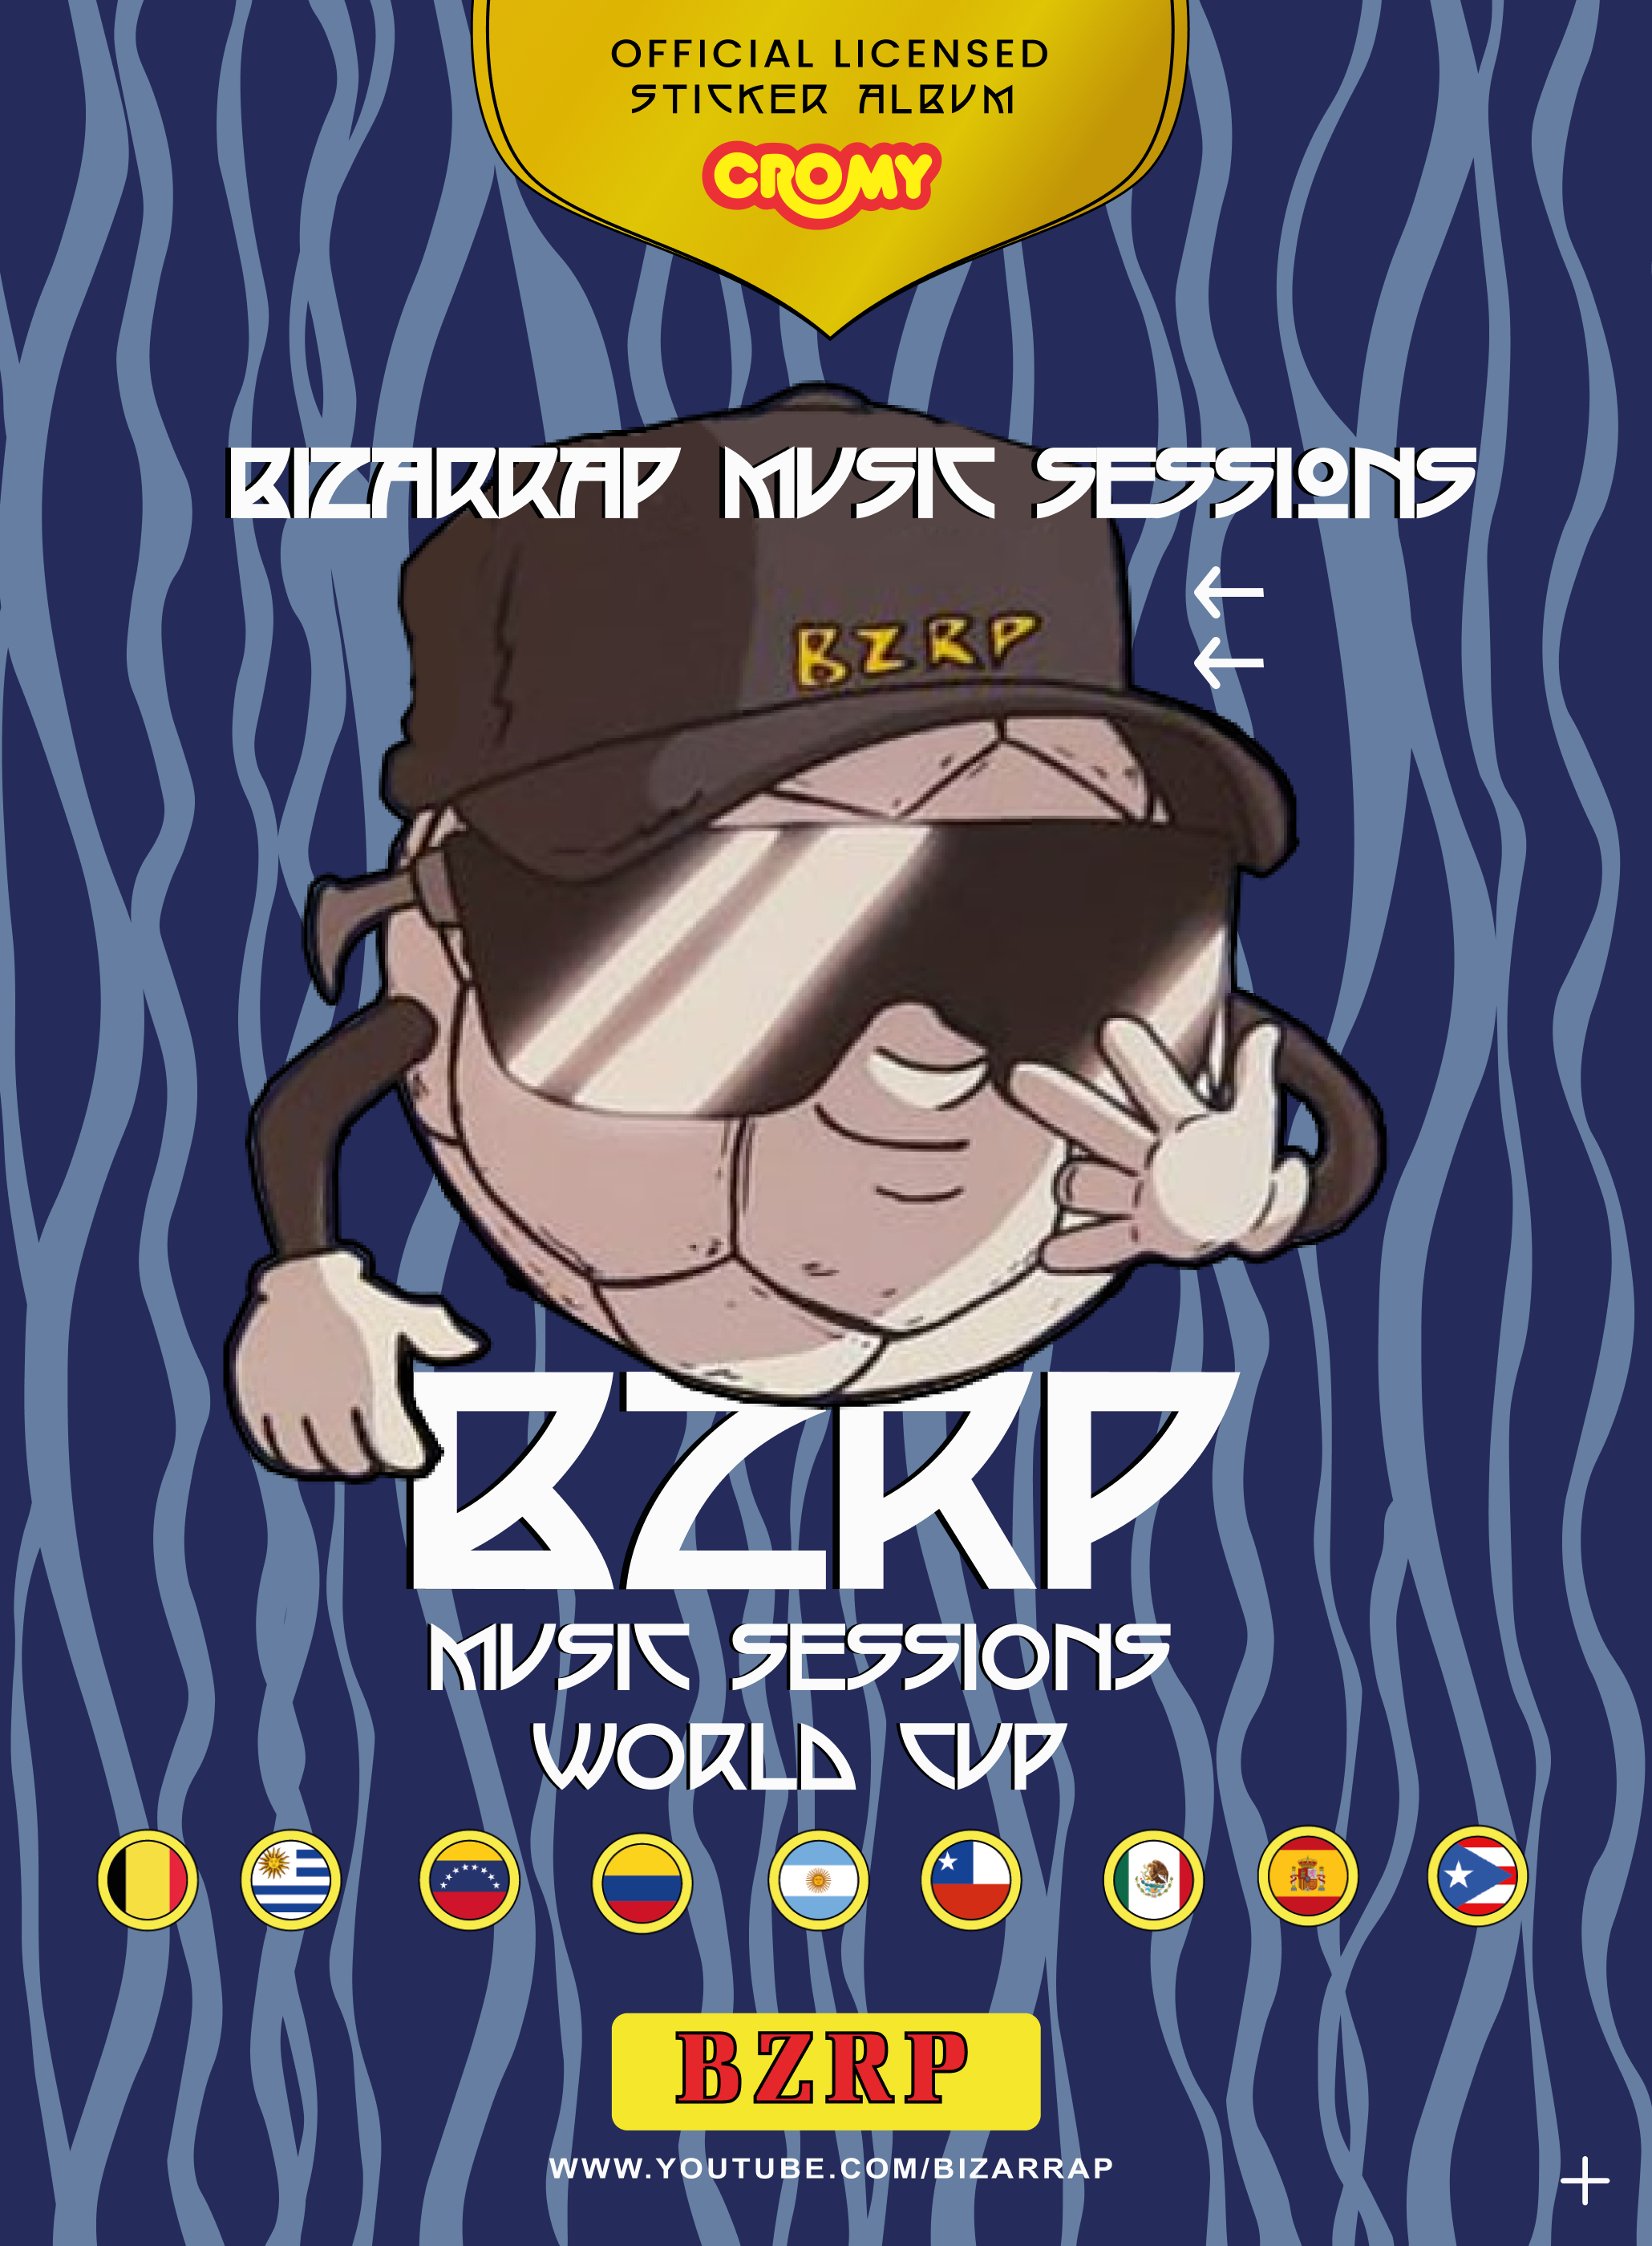 OFFICIAL LICENSED
STICKER ALBUM
CROMY
BIZARRAP MUSIC SESSIONS
BZRP
BZRP
MUSIC SESSIONS
WORLD CUP
BZRP
WWW.YOUTUBE.COM/BIZARRAP